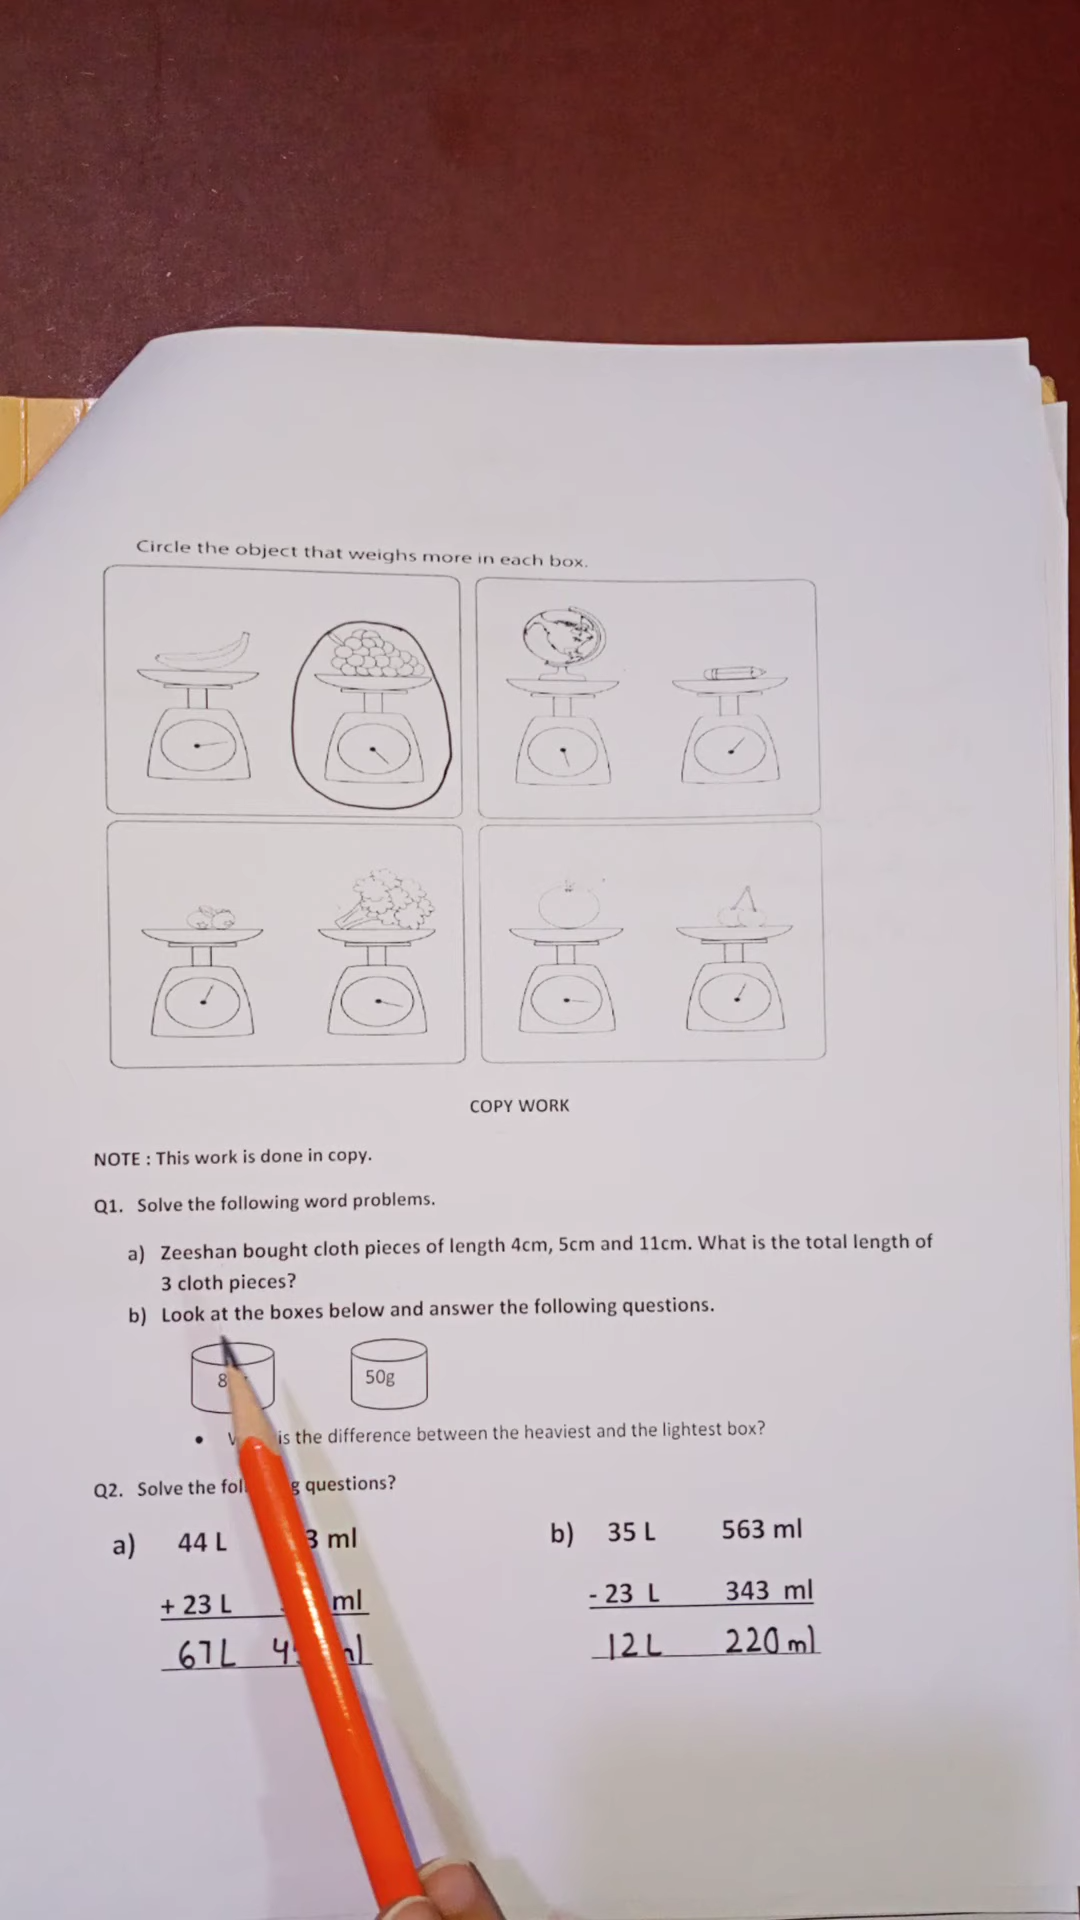 Circle the object that weighs more in each box.
COPY WORK
NOTE : This work is done in copy.
Q1. Solve the following word problems.
a) Zeeshan bought cloth pieces of length 4cm, 5cm and 11cm. What is the total length of
3 cloth pieces?
b) Look at the boxes below and answer the following questions.
50g
• is the difference between the heaviest and the lightest box?
Q2. Solve the questions?
a) 44 L ml b) 35 L 563 ml
+ 23 L ml - 23 L 343 ml
67L 12L 220ml